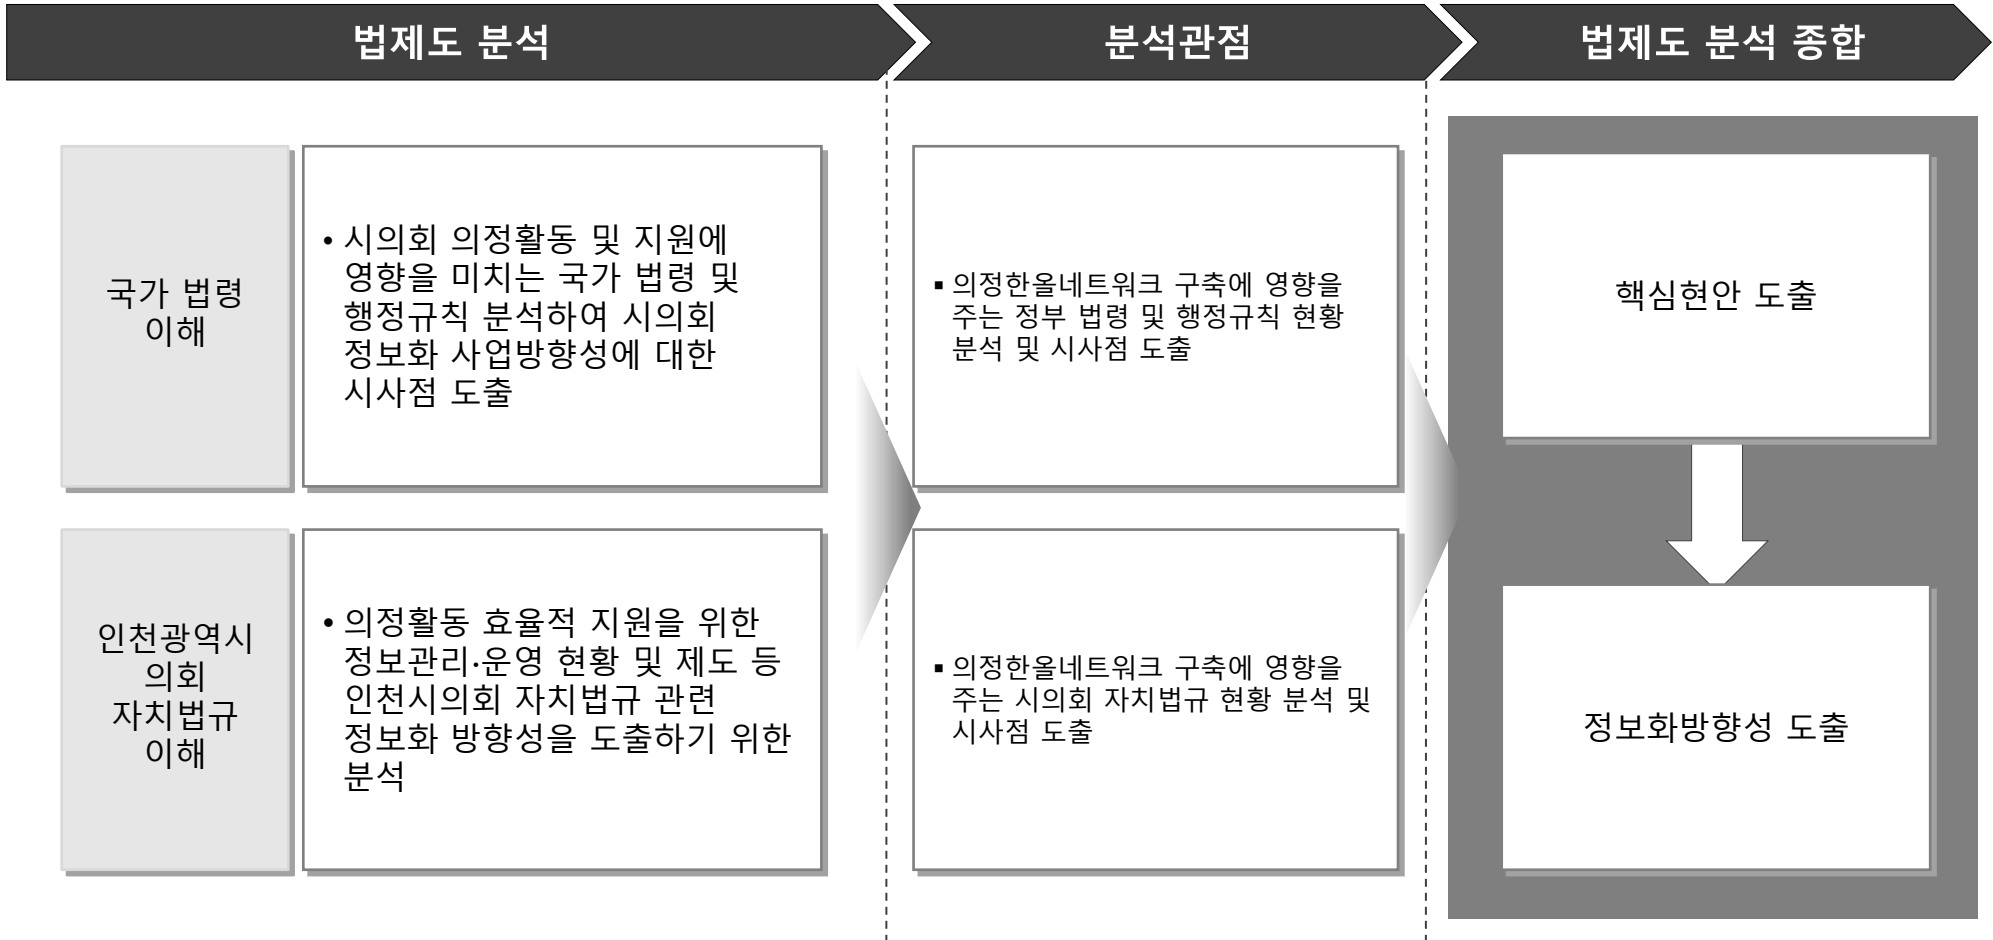 법제도 분석
분석관점
법제도 분석 종합
국가 법령
이해
• 시의회 의정활동 및 지원에
영향을 미치는 국가 법령 및
행정규칙 분석하여 시의회
정보화 사업방향성에 대한
시사점 도출
▪ 의정한올네트워크 구축에 영향을
주는 정부 법령 및 행정규칙 현황
분석 및 시사점 도출
핵심현안 도출
인천광역시
의회
자치법규
이해
• 의정활동 효율적 지원을 위한
정보관리·운영 현황 및 제도 등
인천시의회 자치법규 관련
정보화 방향성을 도출하기 위한
분석
▪ 의정한올네트워크 구축에 영향을
주는 시의회 자치법규 현황 분석 및
시사점 도출
정보화방향성 도출